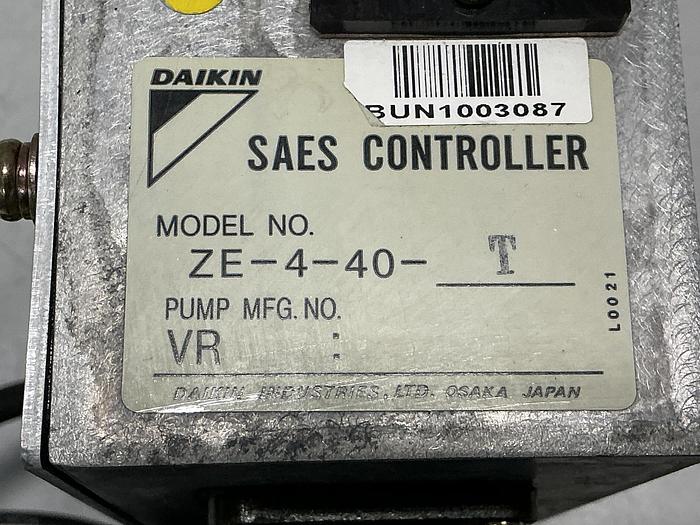 DAIKIN
BUN1003087
SAES CONTROLLER
MODEL NO.
ZE-4-40- T
PUMP MFG. NO.
VR :
L0021
DAIKIN INDUSTRIES, LTD. OSAKA JAPAN